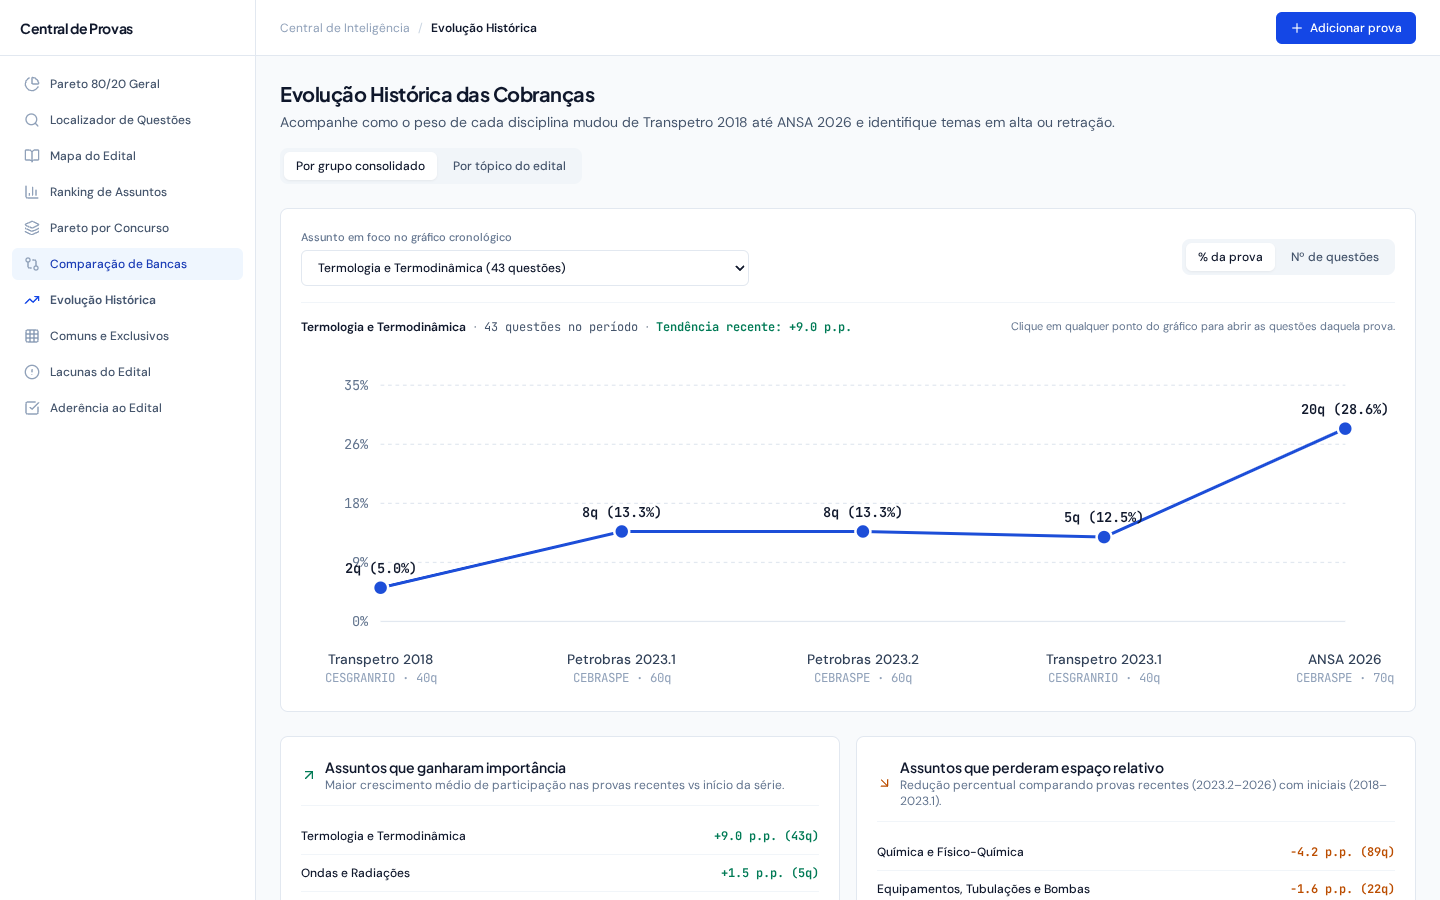 Central de Provas
Central de Inteligência / Evolução Histórica
Adicionar prova
Pareto 80/20 Geral
Localizador de Questões
Mapa do Edital
Ranking de Assuntos
Pareto por Concurso
Comparação de Bancas
Evolução Histórica
Comuns e Exclusivos
Lacunas do Edital
Aderência ao Edital
Evolução Histórica das Cobranças
Acompanhe como o peso de cada disciplina mudou de Transpetro 2018 até ANSA 2026 e identifique temas em alta ou retração.
Por grupo consolidado Por tópico do edital
Assunto em foco no gráfico cronológico
Termologia e Termodinâmica (43 questões)
% da prova Nº de questões
Termologia e Termodinâmica · 43 questões no período · Tendência recente: +9.0 p.p.
Clique em qualquer ponto do gráfico para abrir as questões daquela prova.
35%
26%
18%
9%
0%
2q (5.0%)
8q (13.3%)
8q (13.3%)
5q (12.5%)
20q (28.6%)
Transpetro 2018
CESGRANRIO · 40q
Petrobras 2023.1
CEBRASPE · 60q
Petrobras 2023.2
CEBRASPE · 60q
Transpetro 2023.1
CESGRANRIO · 40q
ANSA 2026
CEBRASPE · 70q
Assuntos que ganharam importância
Maior crescimento médio de participação nas provas recentes vs início da série.
Termologia e Termodinâmica +9.0 p.p. (43q)
Ondas e Radiações +1.5 p.p. (5q)
Assuntos que perderam espaço relativo
Redução percentual comparando provas recentes (2023.2–2026) com iniciais (2018–
2023.1).
Química e Físico-Química -4.2 p.p. (89q)
Equipamentos, Tubulações e Bombas -1.6 p.p. (22q)